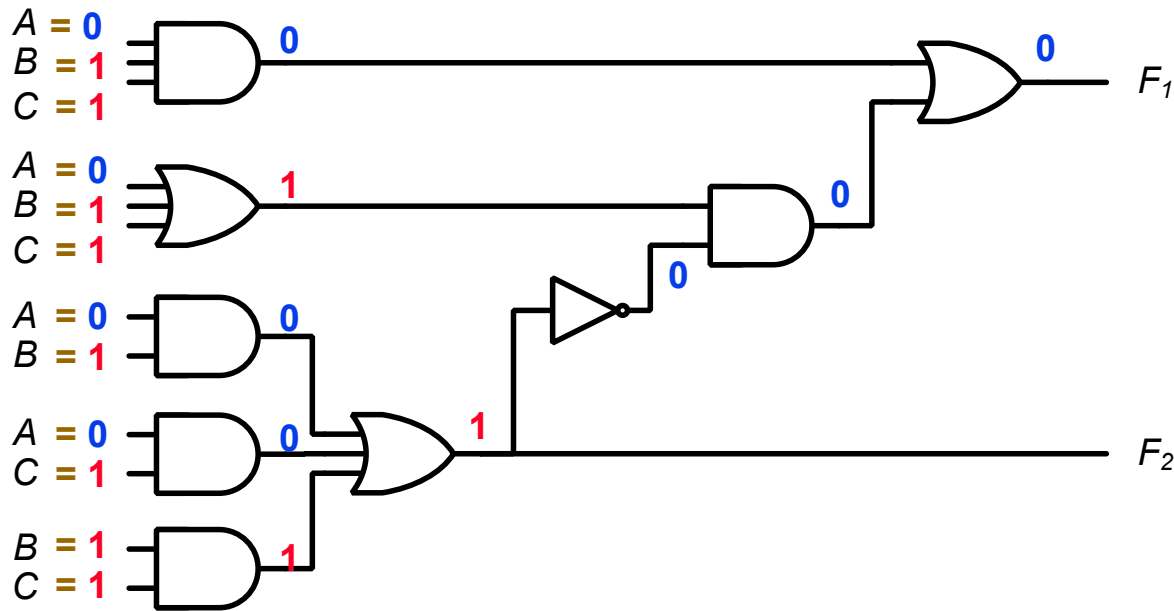 A = 0
0
0
B = 1
F1
C = 1
A = 0
1
B = 1
0
C = 1
0
A = 0
0
B = 1
A = 0
0
1
C = 1
F2
B = 1
1
C = 1